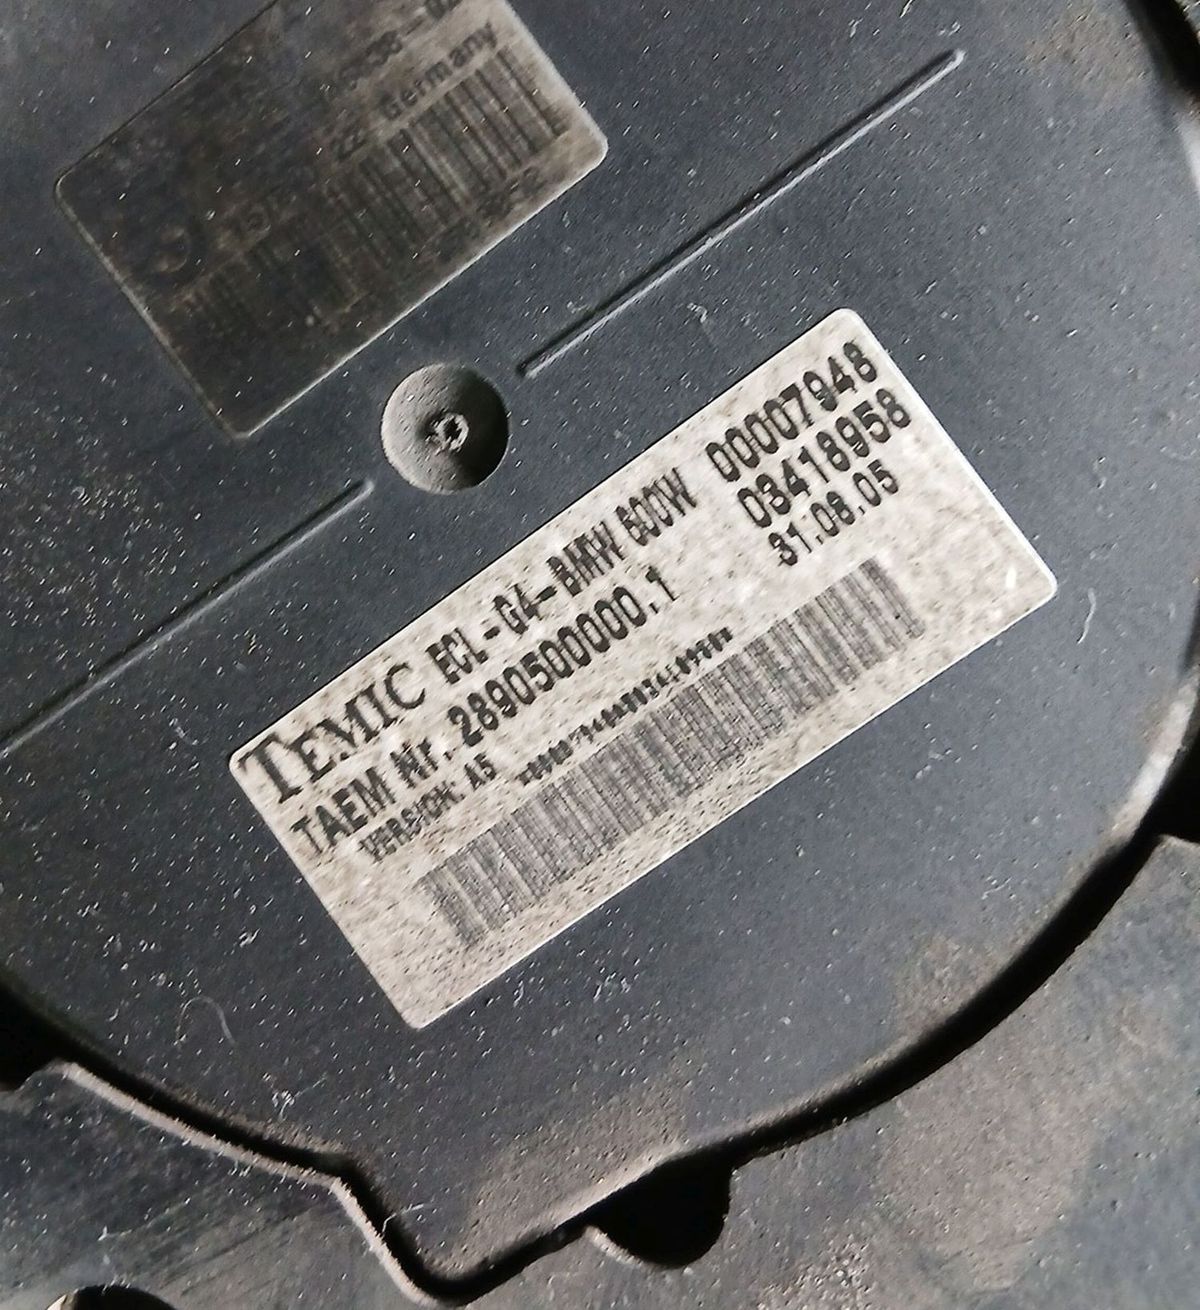 Germany
TEMIC ECL-G4-BMW 600W 00007948
TAEM Nr. 2890500000.1 03418958
VERSION: A5 31.08.05